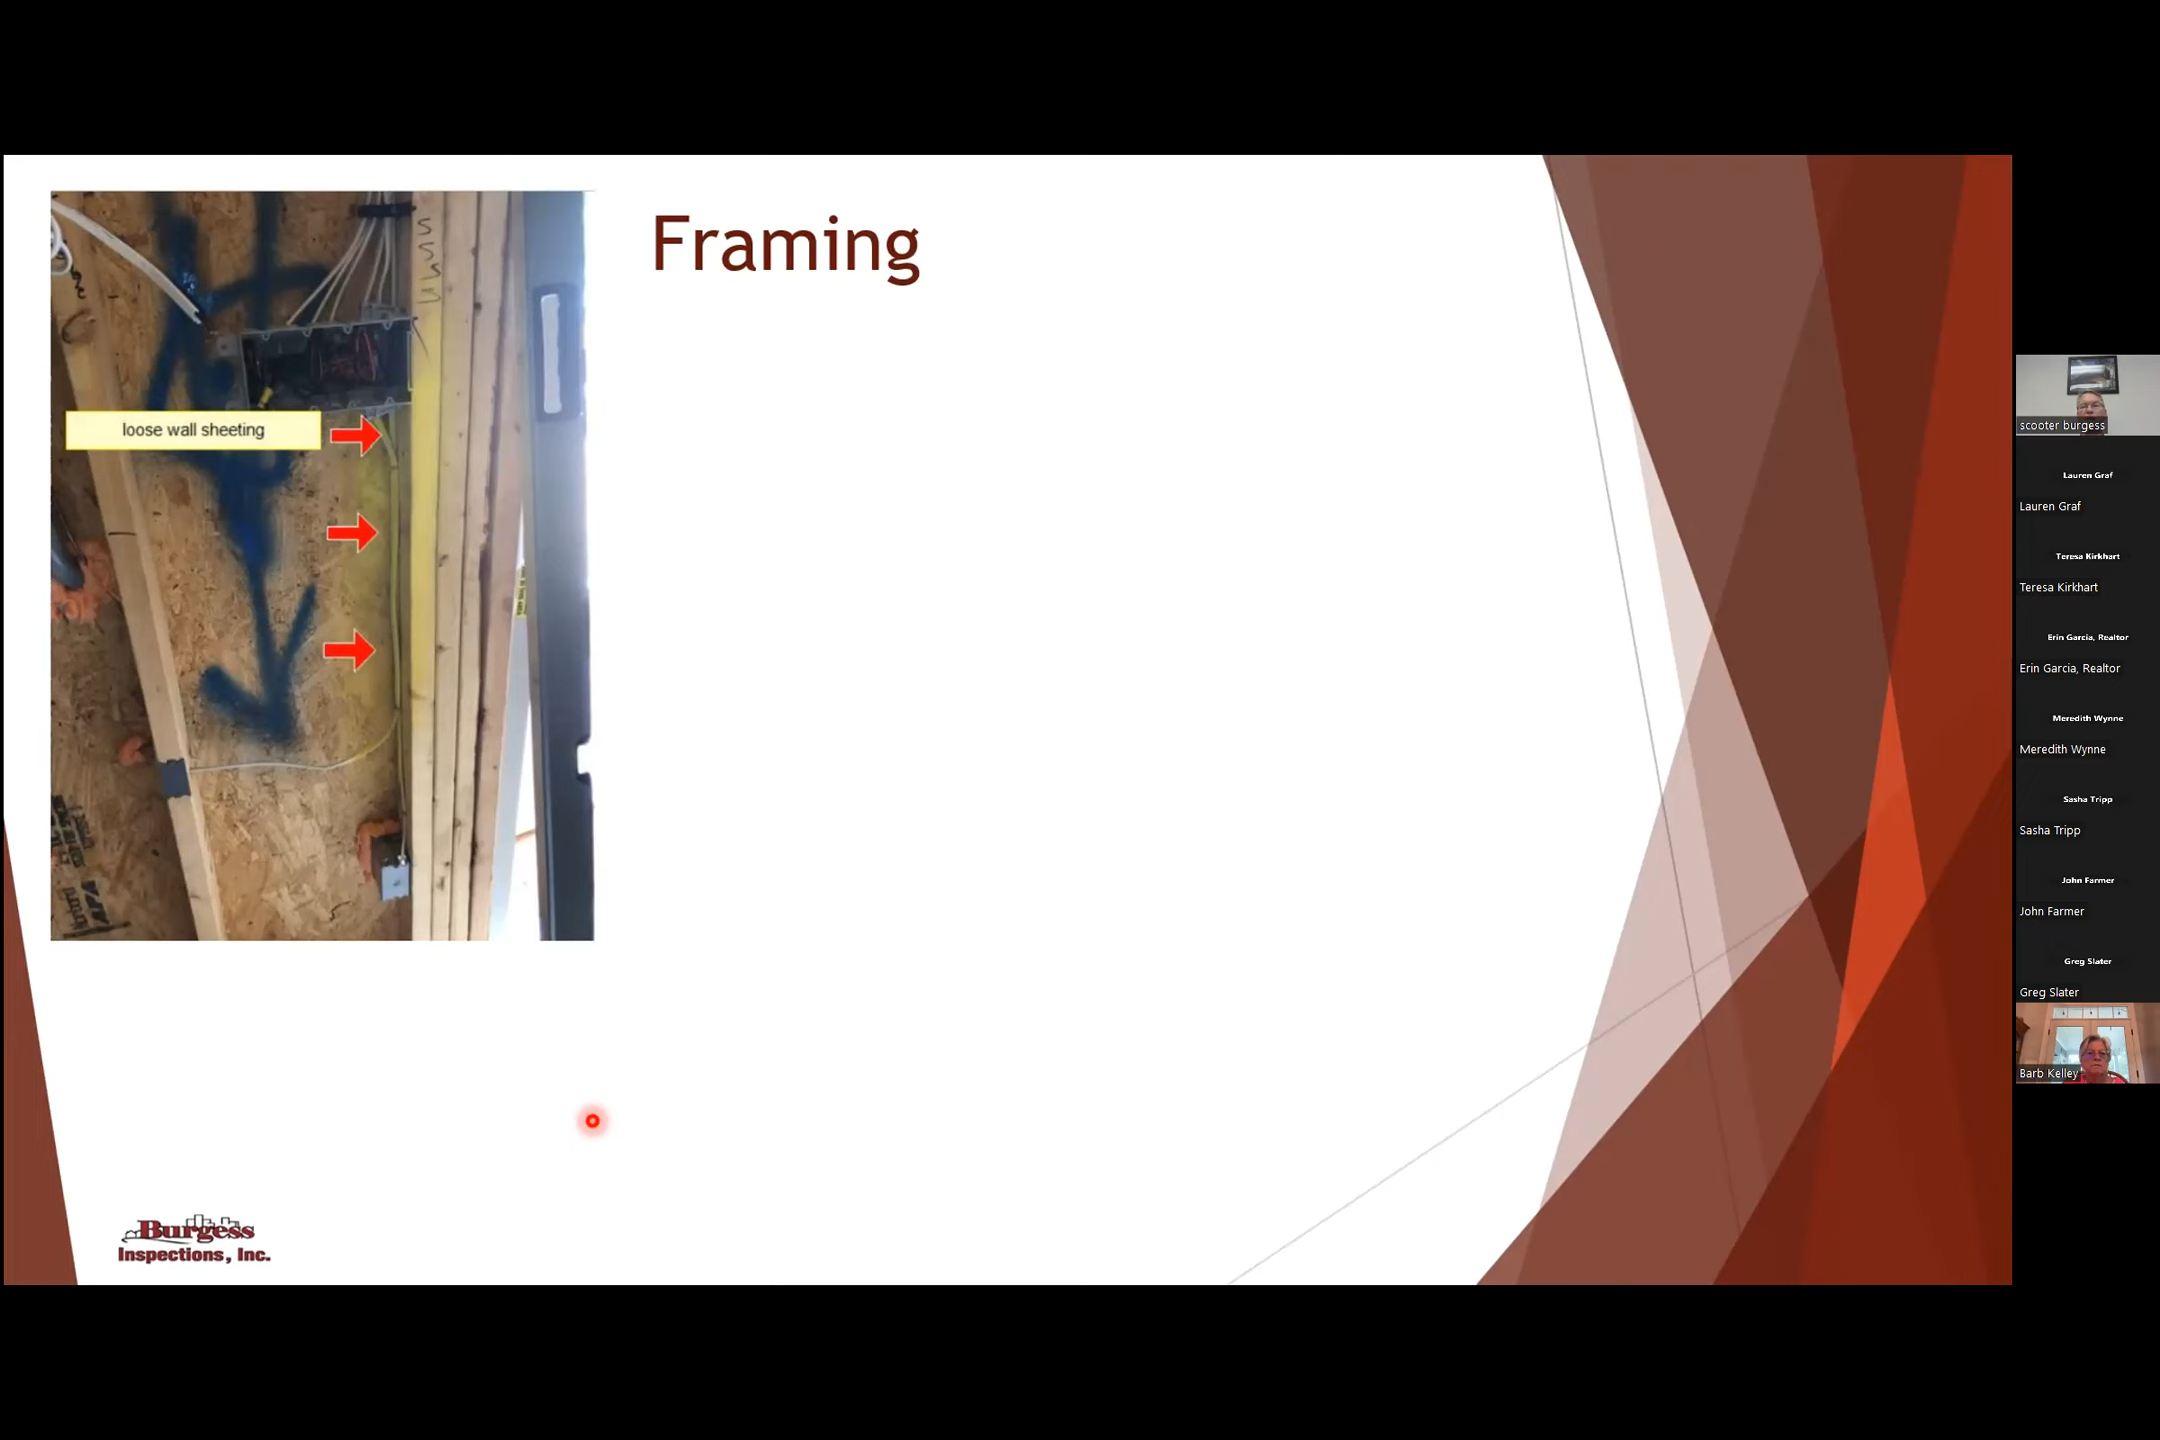 Framing
loose wall sheeting
Burgess
Inspections, Inc.
scooter burgess
Lauren Graf
Lauren Graf
Teresa Kirkhart
Teresa Kirkhart
Erin Garcia, Realtor
Erin Garcia, Realtor
Meredith Wynne
Meredith Wynne
Sasha Tripp
Sasha Tripp
John Farmer
John Farmer
Greg Slater
Greg Slater
Barb Kelley